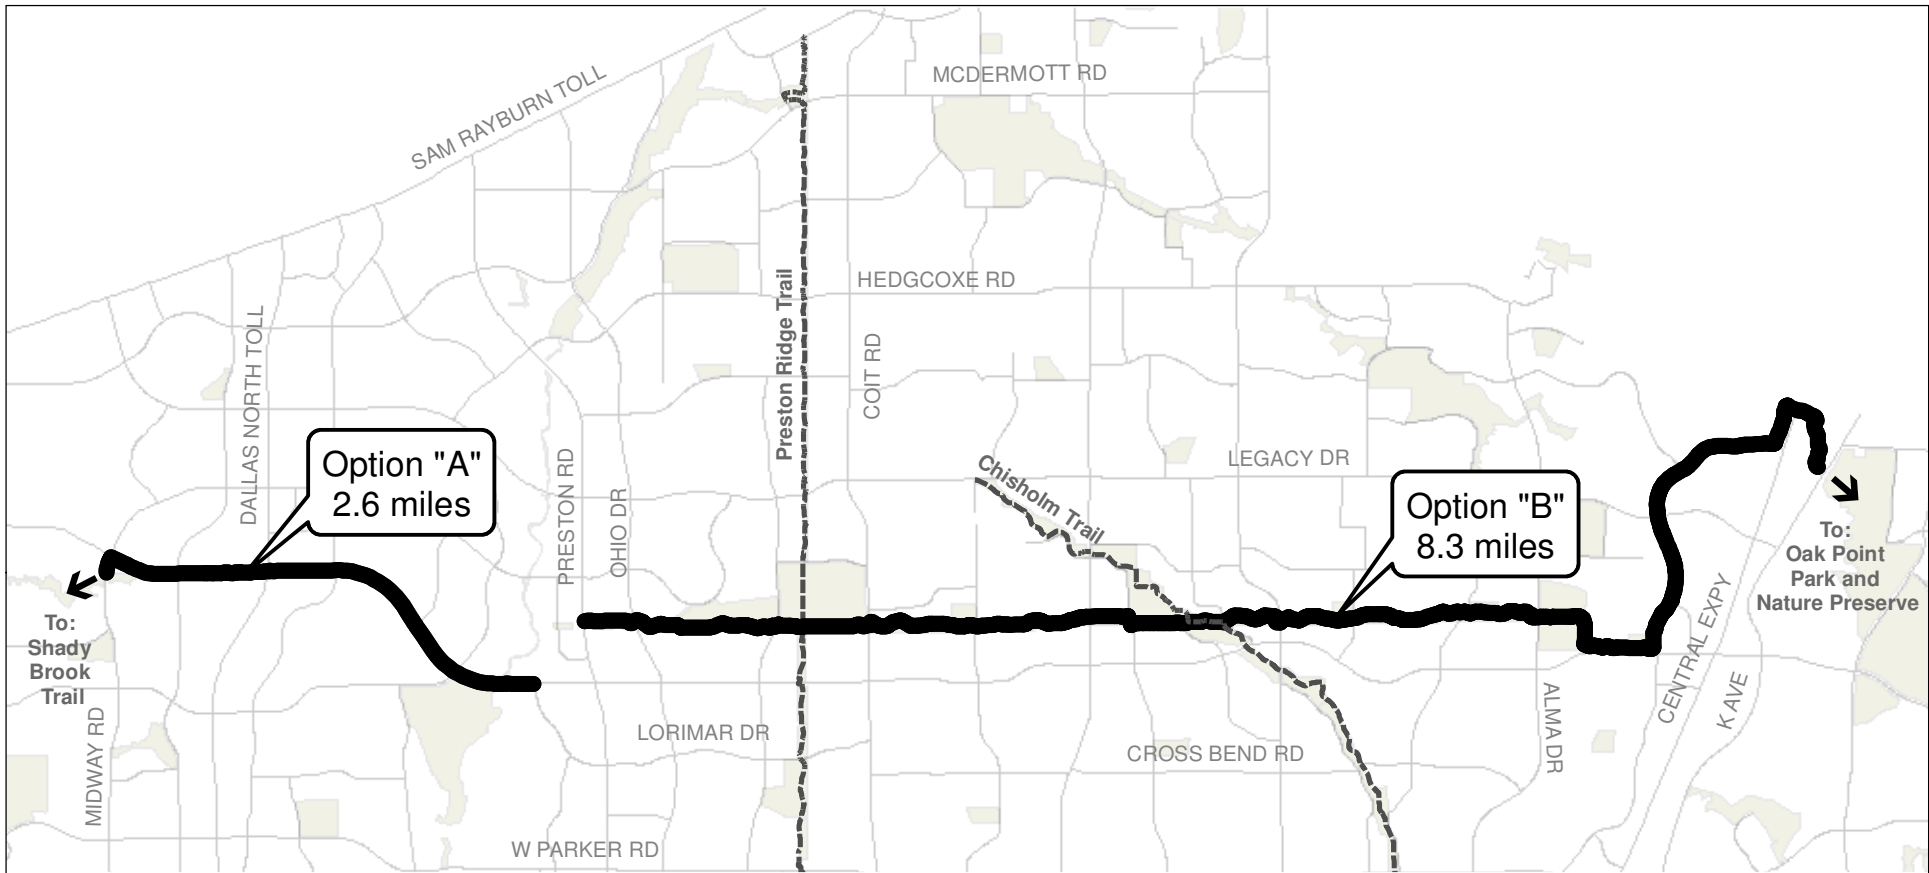 MCDERMOTT RD
SAM RAYBURN TOLL
HEDGCOXE RD
Preston Ridge Trail
COIT RD
DALLAS NORTH TOLL
Option "A"
2.6 miles
PRESTON RD
OHIO DR
Chisholm Trail
LEGACY DR
Option "B"
8.3 miles
To:
Oak Point
Park and
Nature Preserve
To:
Shady
Brook
Trail
CENTRAL EXPY
K AVE
ALMA DR
MIDWAY RD
LORIMAR DR
CROSS BEND RD
W PARKER RD